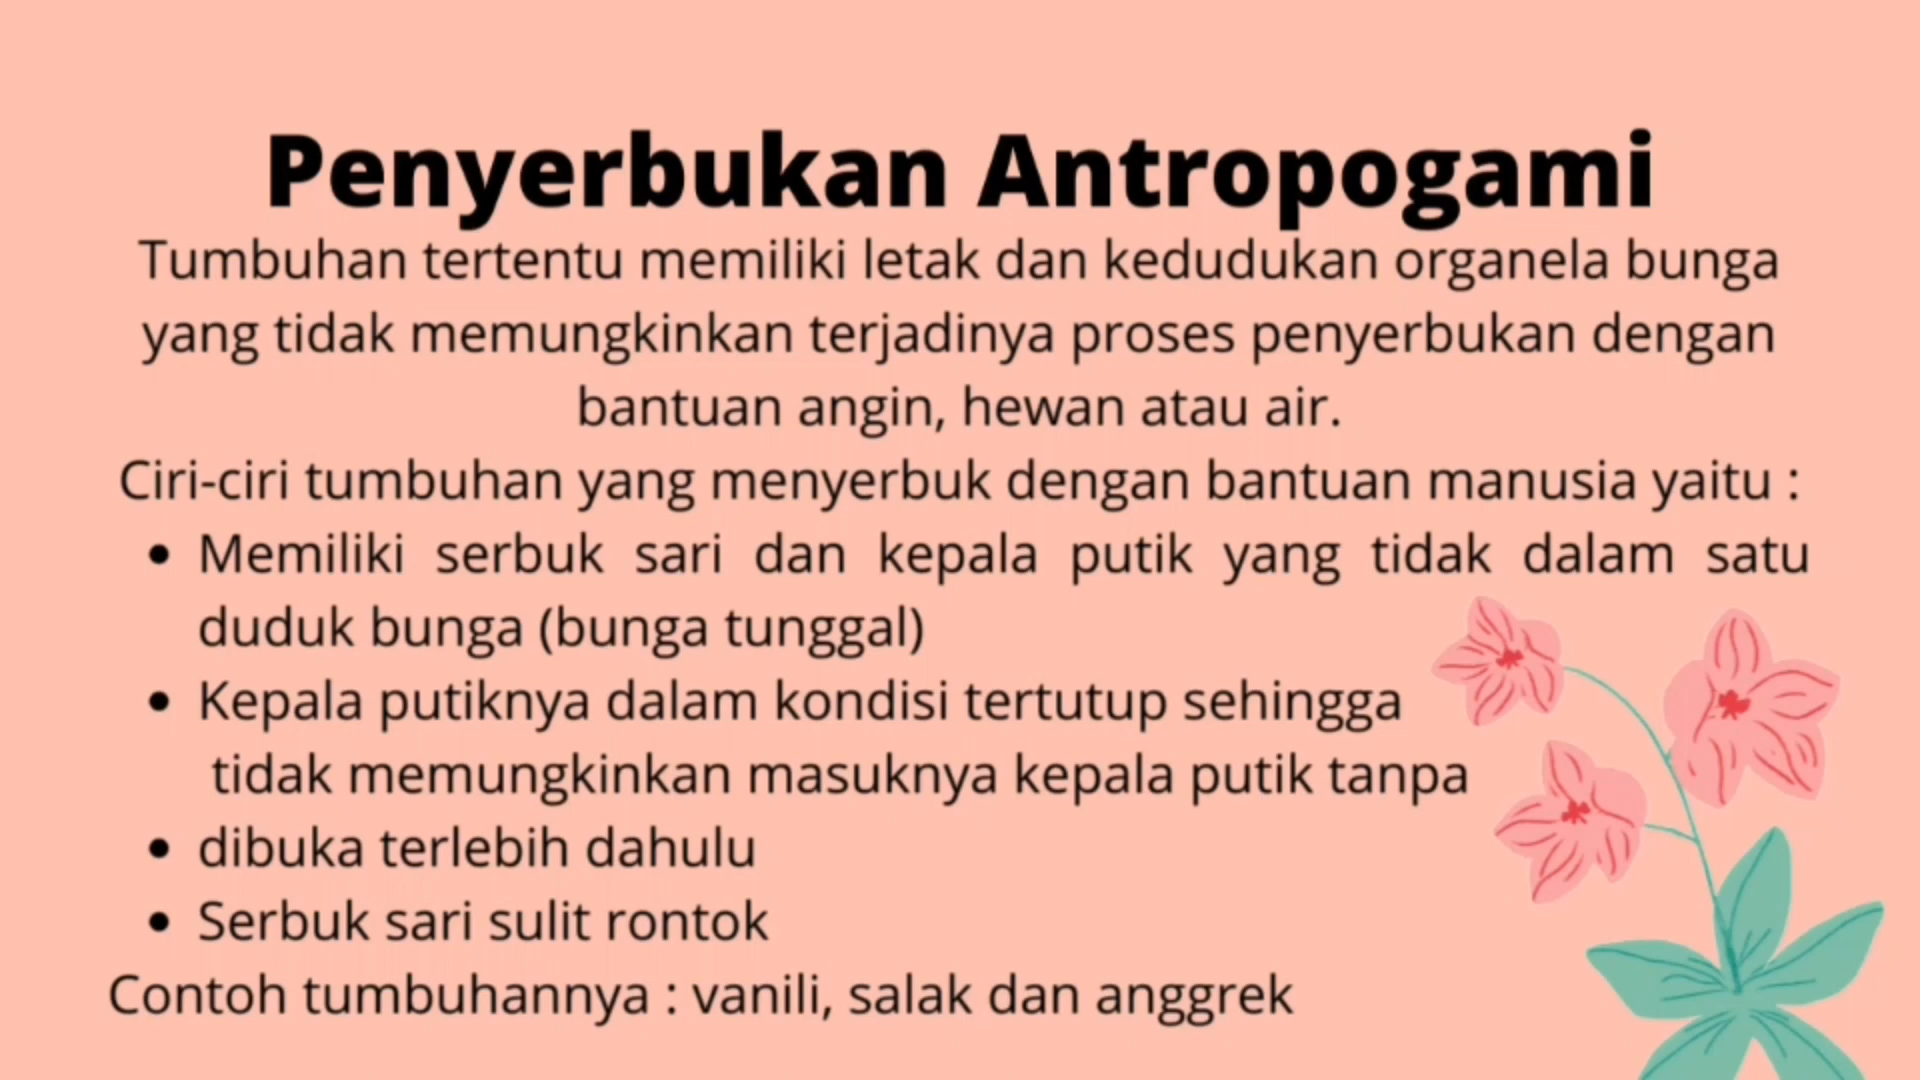 Penyerbukan Antropogami
Tumbuhan tertentu memiliki letak dan kedudukan organela bunga
yang tidak memungkinkan terjadinya proses penyerbukan dengan
bantuan angin, hewan atau air.
Ciri-ciri tumbuhan yang menyerbuk dengan bantuan manusia yaitu :
• Memiliki serbuk sari dan kepala putik yang tidak dalam satu
duduk bunga (bunga tunggal)
• Kepala putiknya dalam kondisi tertutup sehingga
tidak memungkinkan masuknya kepala putik tanpa
• dibuka terlebih dahulu
• Serbuk sari sulit rontok
Contoh tumbuhannya : vanili, salak dan anggrek